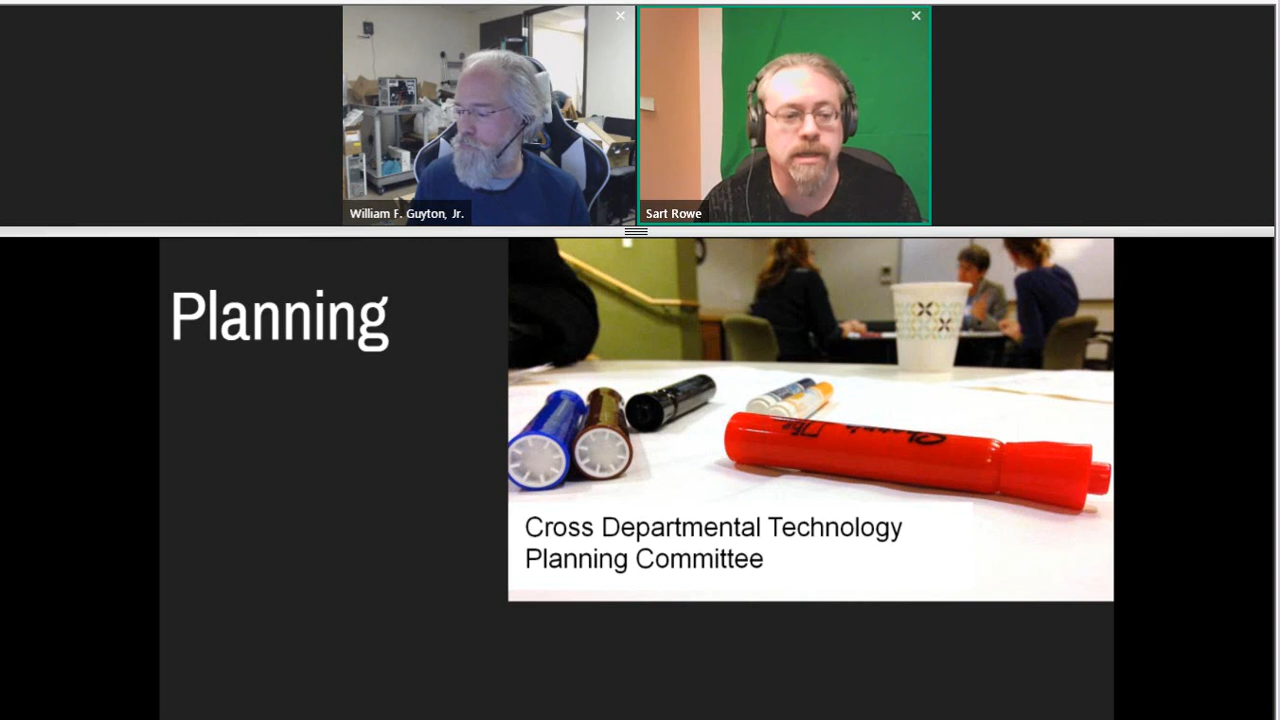 William F. Guyton, Jr.
Sart Rowe
Planning
Cross Departmental Technology
Planning Committee